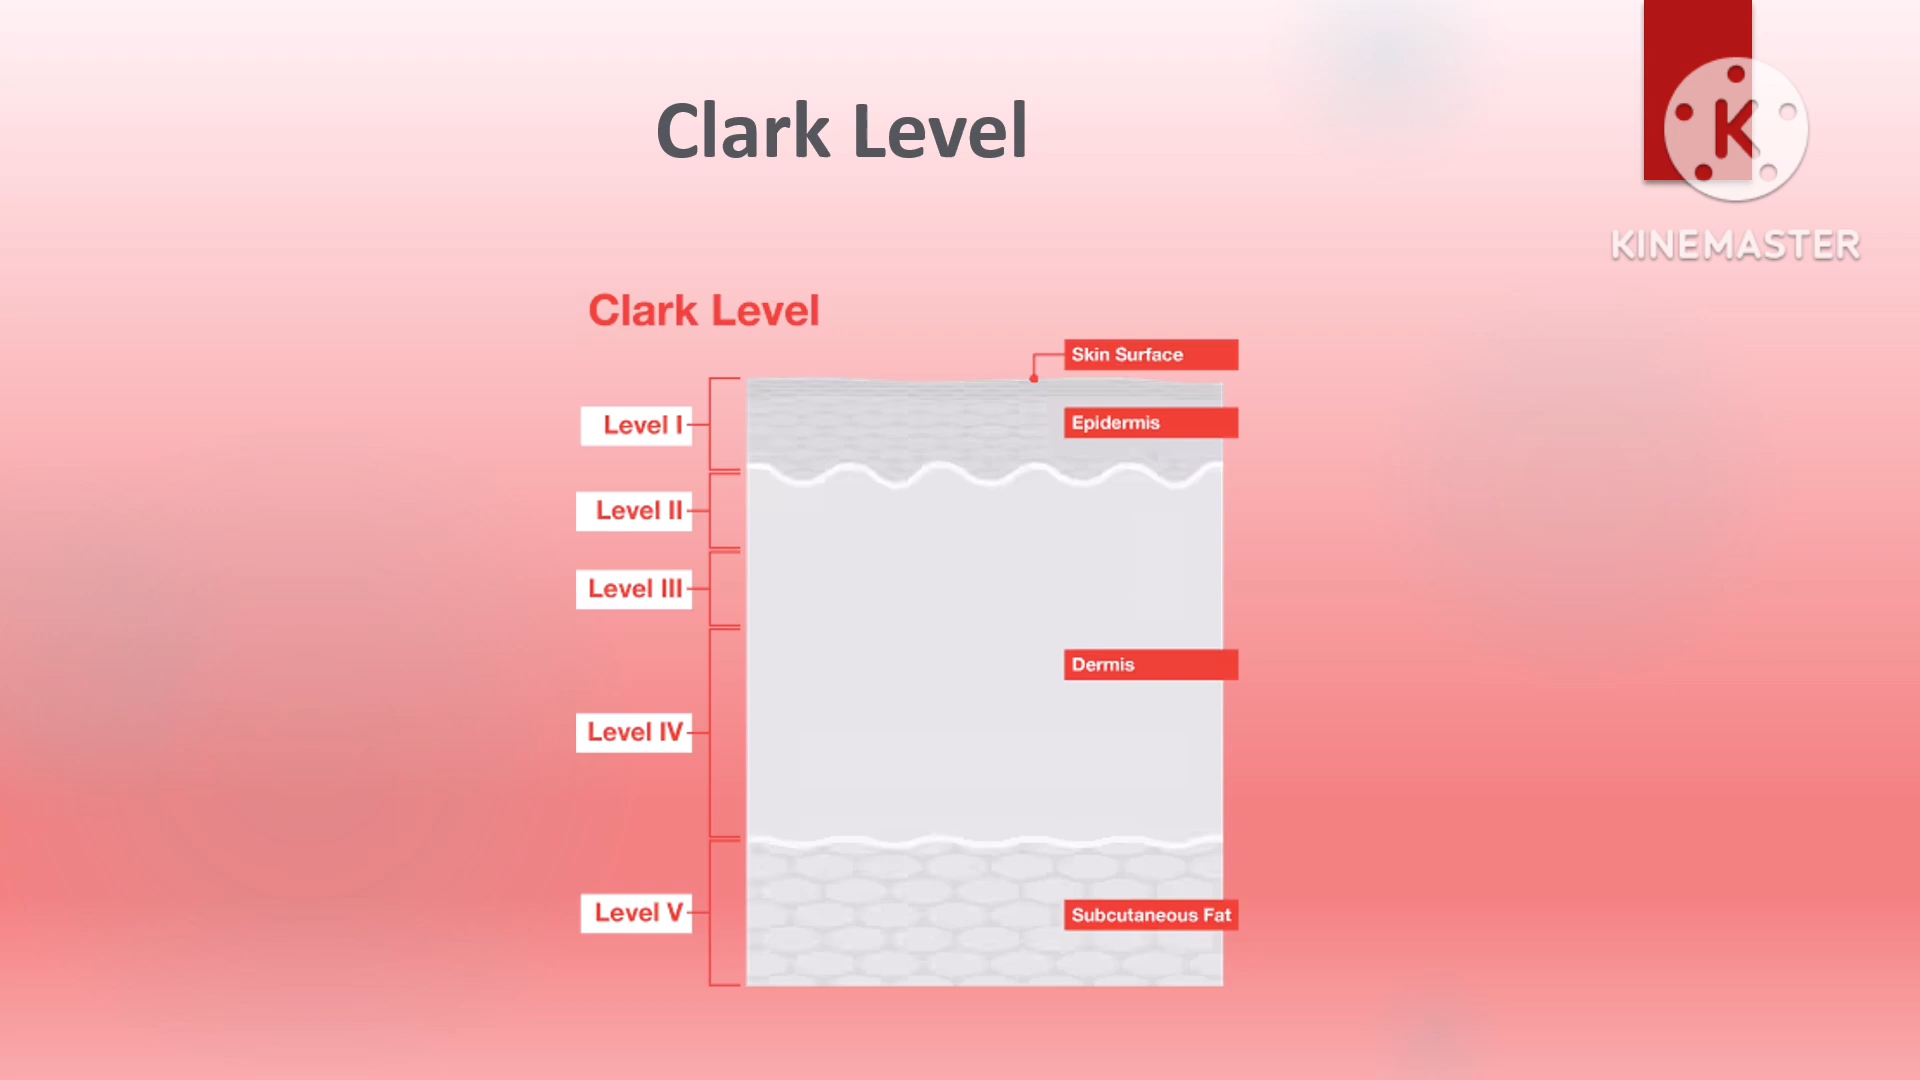 Clark Level
K
KINEMASTER
Clark Level
Skin Surface
Level I
Epidermis
Level II
Level III
Dermis
Level IV
Level V
Subcutaneous Fat